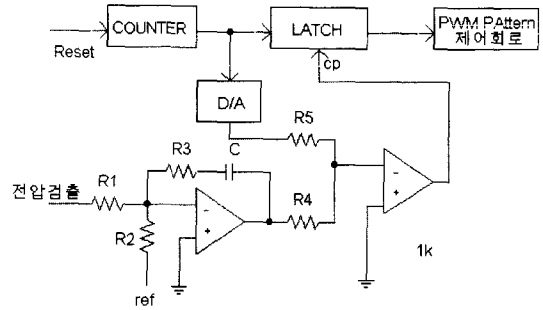 COUNTER
LATCH
PWM PAttern
제어회로
Reset
cp
D/A
R5
R3
C
전압검출
R1
R4
R2
1k
ref
-
+
-
+